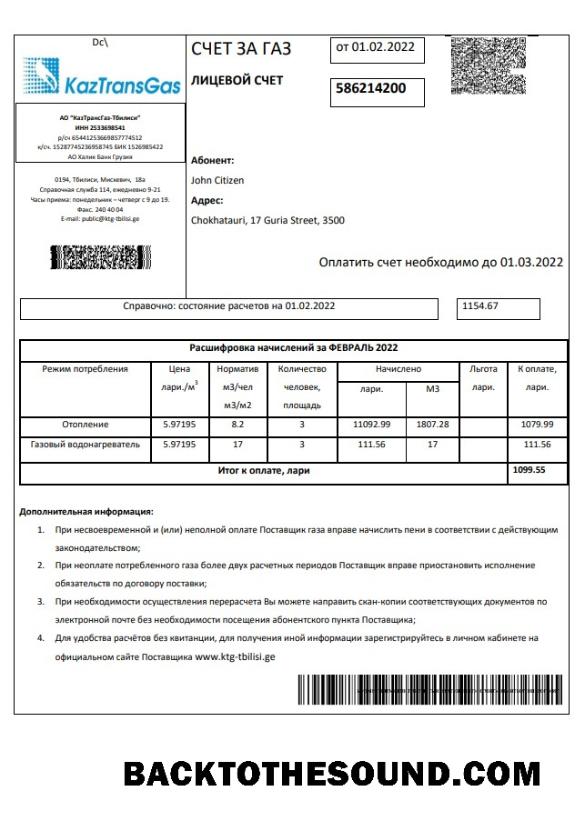 Dc\
KazTransGas
АО "КазТрансГаз-Тбилиси"
ИНН 2533698541
р/сч 65441253669857774512
к/сч. 15287745236958745 БИК 1526985422
АО Халик Банк Грузия
0194, Тбилиси, Мискевич, 18а
Справочная служба 114, ежедневно 9-21
Часы приема: понедельник – четверг с 9 до 19.
Факс: 240 40 04
E-mail: public@ktg-tbilisi.ge
СЧЕТ ЗА ГАЗ
от 01.02.2022
ЛИЦЕВОЙ СЧЕТ
586214200
Абонент:
John Citizen
Адрес:
Chokhatauri, 17 Guria Street, 3500
Оплатить счет необходимо до 01.03.2022
Справочно: состояние расчетов на 01.02.2022
1154.67
Расшифровка начислений за ФЕВРАЛЬ 2022
Режим потребления Цена Норматив Количество Начислено Льгота К оплате,
лари./м³ м3/чел человек, лари. М3 лари. лари.
м3/м2 площадь
Отопление 5.97195 8.2 3 11092.99 1807.28 1079.99
Газовый водонагреватель 5.97195 17 3 111.56 17 111.56
Итог к оплате, лари 1099.55
Дополнительная информация:
1. При несвоевременной и (или) неполной оплате Поставщик газа вправе начислить пени в соответствии с действующим
законодательством;
2. При неоплате потребленного газа более двух расчетных периодов Поставщик вправе приостановить исполнение
обязательств по договору поставки;
3. При необходимости осуществления перерасчета Вы можете направить скан-копии соответствующих документов по
электронной почте без необходимости посещения абонентского пункта Поставщика;
4. Для удобства расчётов без квитанции, для получения иной информации зарегистрируйтесь в личном кабинете на
официальном сайте Поставщика www.ktg-tbilisi.ge
BACKTOTHESOUND.COM